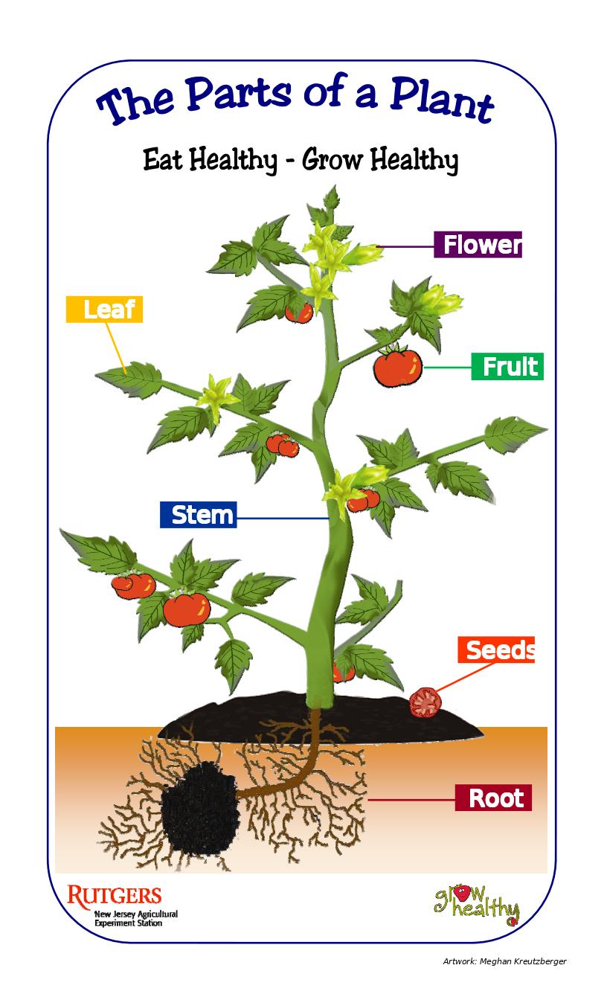 The Parts of a Plant
Eat Healthy - Grow Healthy
Flower
Leaf
Fruit
Stem
Seeds
Root
RUTGERS
New Jersey Agricultural
Experiment Station
grow
healthy
Artwork: Meghan Kreutzberger